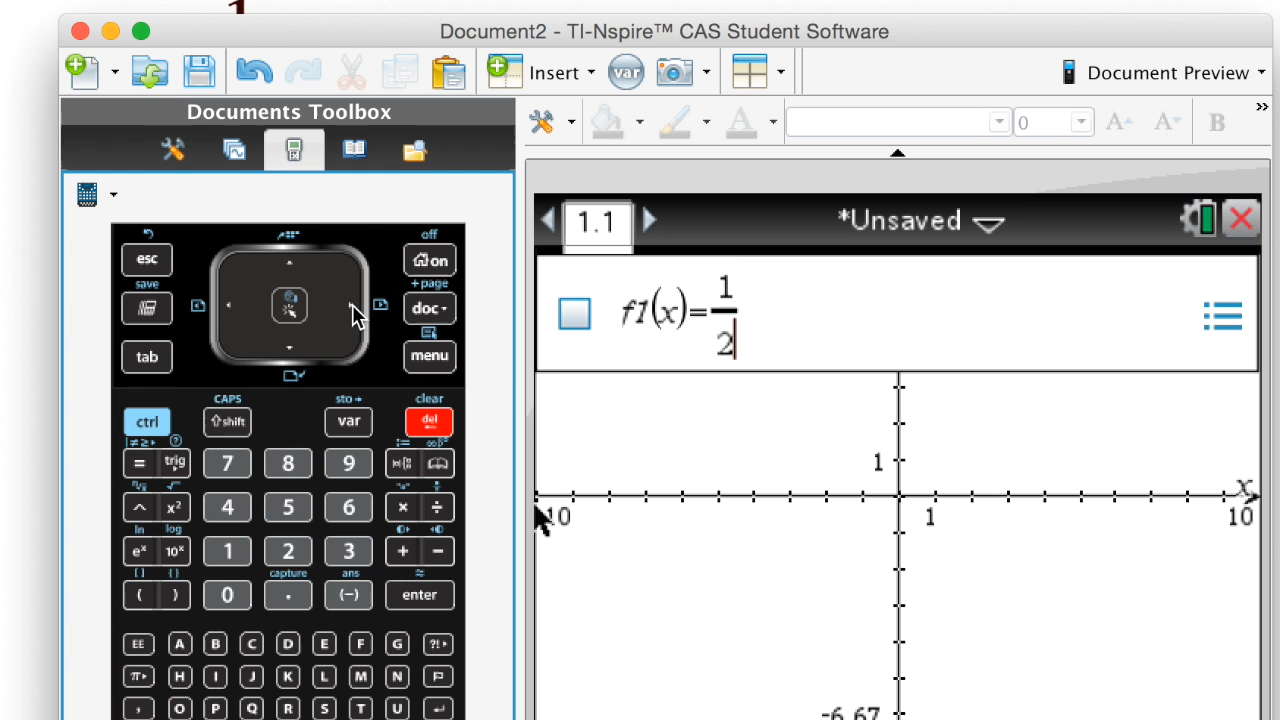 1
Document2 - TI-Nspire™ CAS Student Software
Insert
var
Document Preview
Documents Toolbox
0
A
A
A
B
»
1.1
*Unsaved
f1(x)=1/2
1
x
-10
1
10
-6.67
off
esc
on
save
+page
doc
tab
menu
CAPS
sto→
clear
ctrl
⇧shift
var
del
=
trig
7
8
9
^
x²
4
5
6
×
÷
ln
log
eˣ
10ˣ
1
2
3
+
−
[ ]
{ }
capture
ans
≈
(
)
0
.
(−)
enter
EE
A
B
C
D
E
F
G
?!▸
π▸
H
I
J
K
L
M
N
,
O
P
Q
R
S
T
U